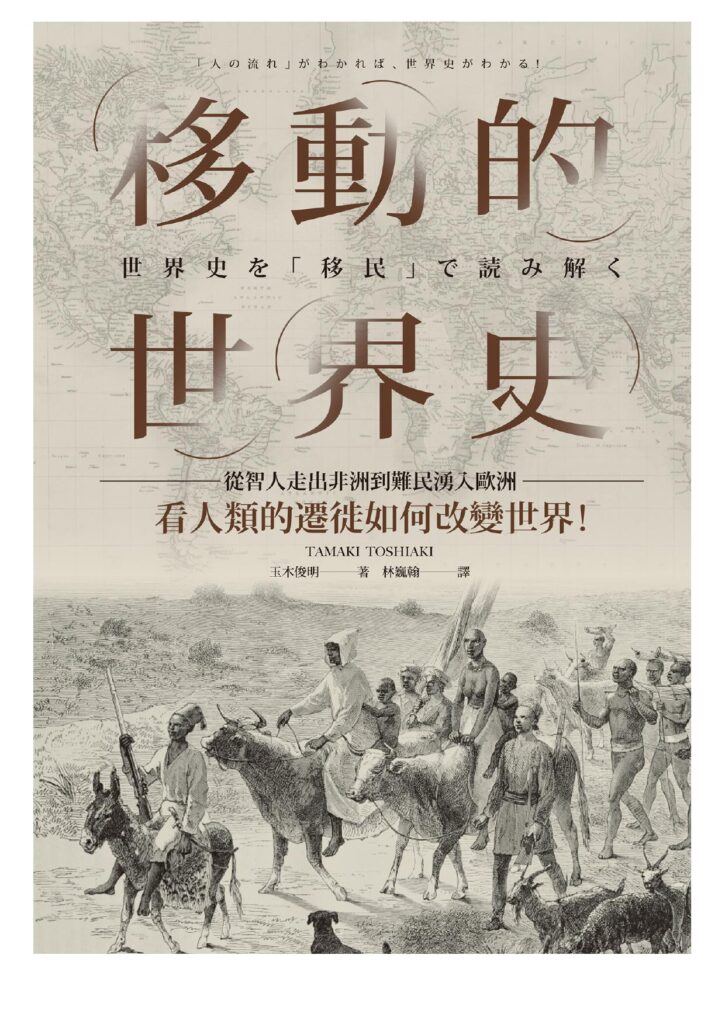 「人の流れ」がわかれば、世界史がわかる!
移動的
世界史を「移民」で読み解く
世界史
從智人走出非洲到難民湧入歐洲
看人類的遷徙如何改變世界!
TAMAKI TOSHIAKI
玉木俊明——著 林巍翰——譯